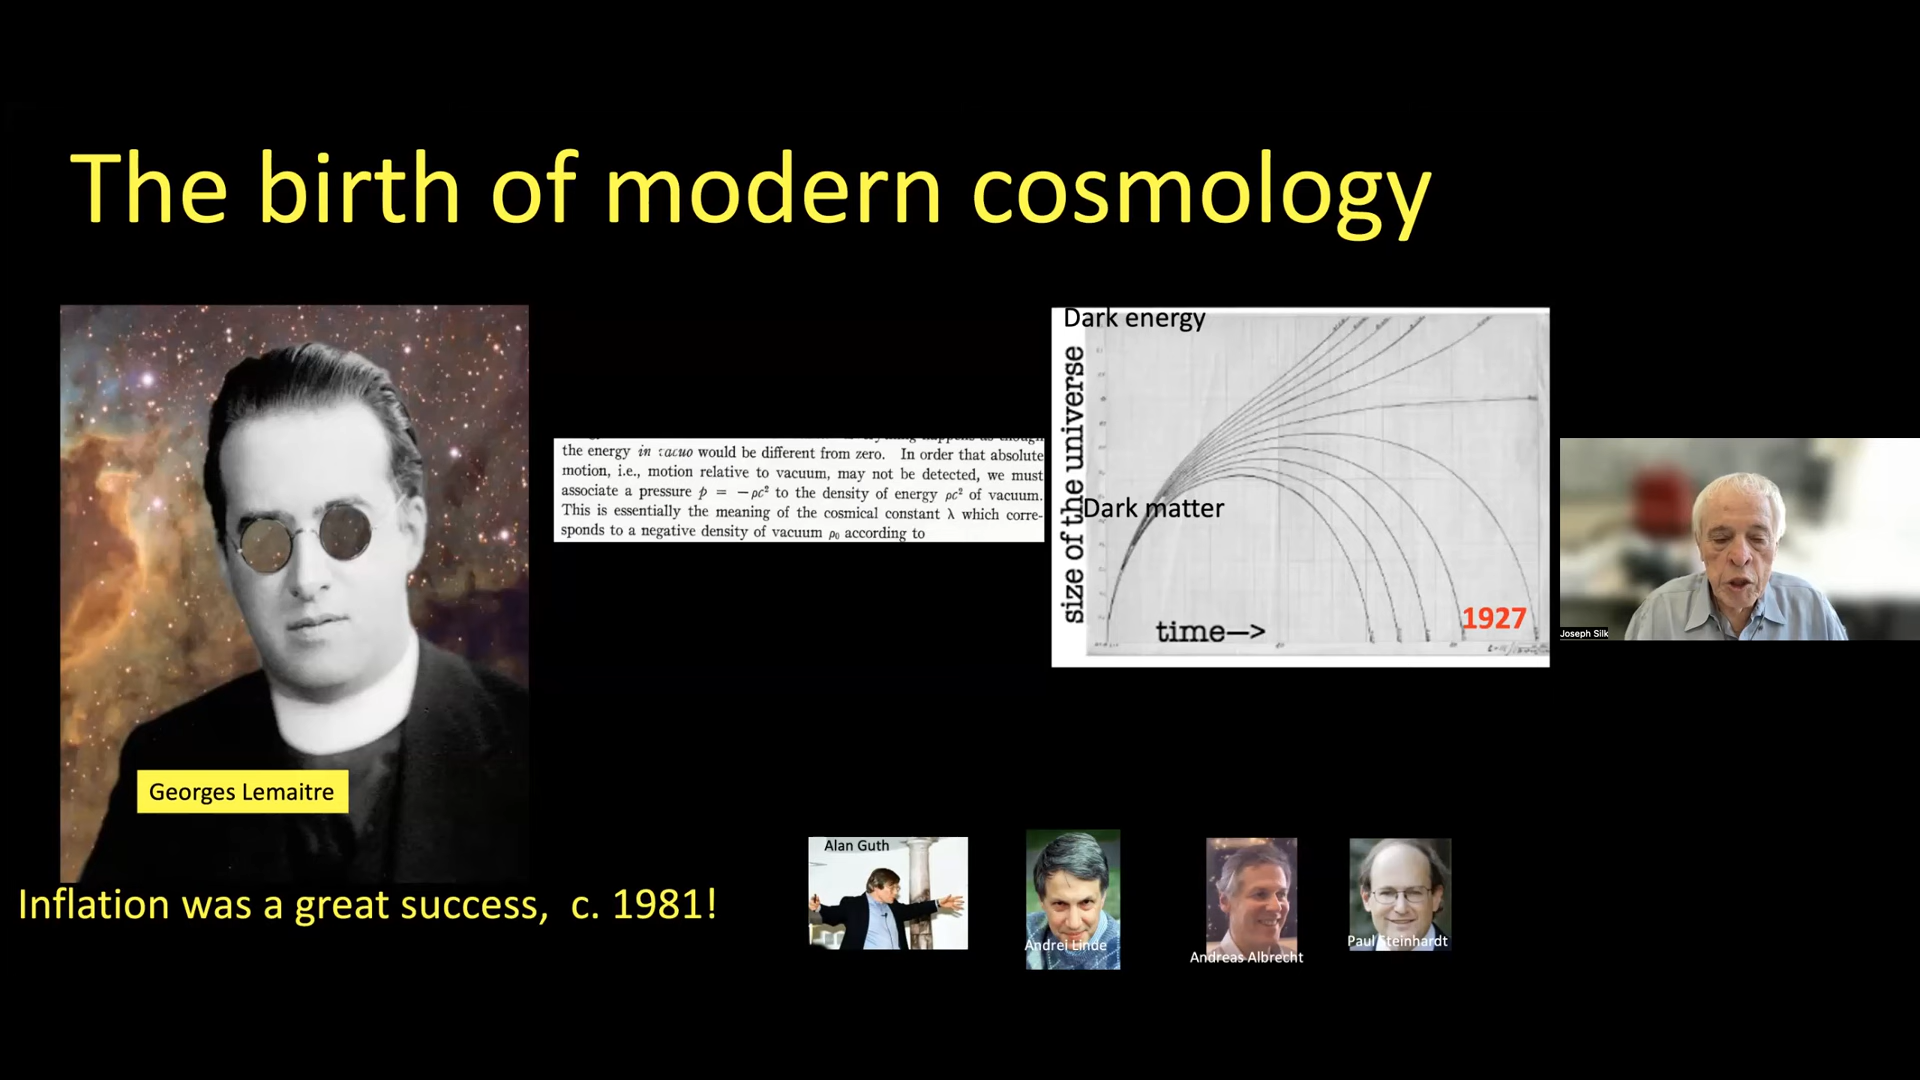 The birth of modern cosmology
the energy in vacuo would be different from zero. In order that absolute
motion, i.e., motion relative to vacuum, may not be detected, we must
associate a pressure p = −ρc² to the density of energy ρc² of vacuum.
This is essentially the meaning of the cosmical constant λ which corre-
sponds to a negative density of vacuum ρ₀ according to
Dark energy
size of the universe
Dark matter
time—>
1927
Joseph Silk
Georges Lemaitre
Inflation was a great success, c. 1981!
Alan Guth
Andrei Linde
Andreas Albrecht
Paul Steinhardt